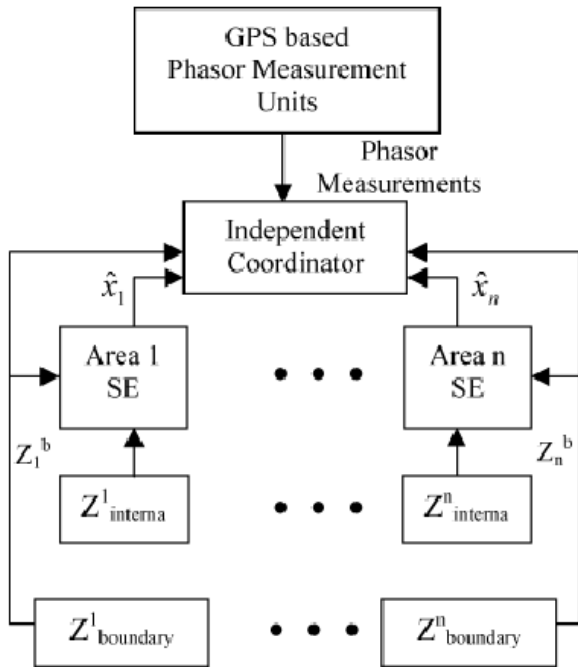 GPS based
Phasor Measurement
Units
Phasor
Measurements
Independent
Coordinator
x̂₁
x̂ₙ
Area 1
SE
Area n
SE
Z₁ᵇ
Zₙᵇ
Z¹interna
Zⁿinterna
Z¹boundary
Zⁿboundary